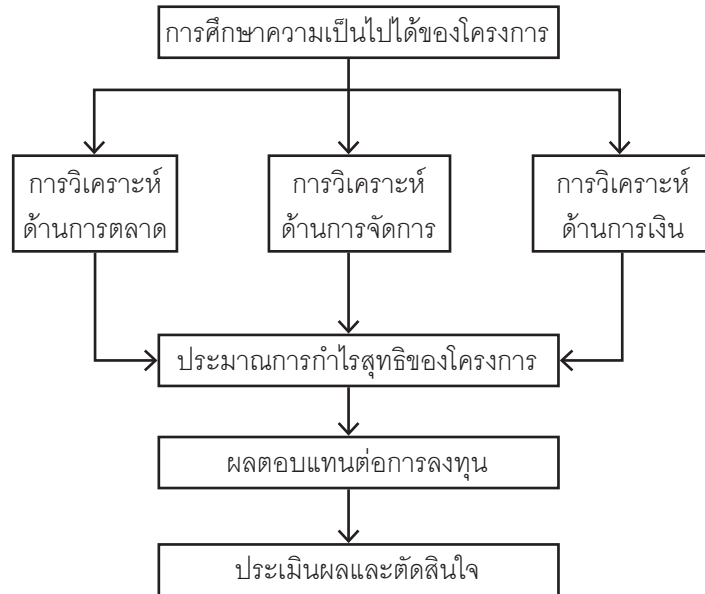 การศึกษาความเป็นไปได้ของโครงการ
การวิเคราะห์
ด้านการตลาด
การวิเคราะห์
ด้านการจัดการ
การวิเคราะห์
ด้านการเงิน
ประมาณการกำไรสุทธิของโครงการ
ผลตอบแทนต่อการลงทุน
ประเมินผลและตัดสินใจ